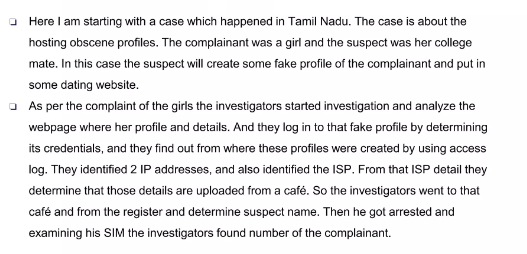 ❑ Here I am starting with a case which happened in Tamil Nadu. The case is about the
hosting obscene profiles. The complainant was a girl and the suspect was her college
mate. In this case the suspect will create some fake profile of the complainant and put in
some dating website.
❑ As per the complaint of the girls the investigators started investigation and analyze the
webpage where her profile and details. And they log in to that fake profile by determining
its credentials, and they find out from where these profiles were created by using access
log. They identified 2 IP addresses, and also identified the ISP. From that ISP detail they
determine that those details are uploaded from a café. So the investigators went to that
café and from the register and determine suspect name. Then he got arrested and
examining his SIM the investigators found number of the complainant.